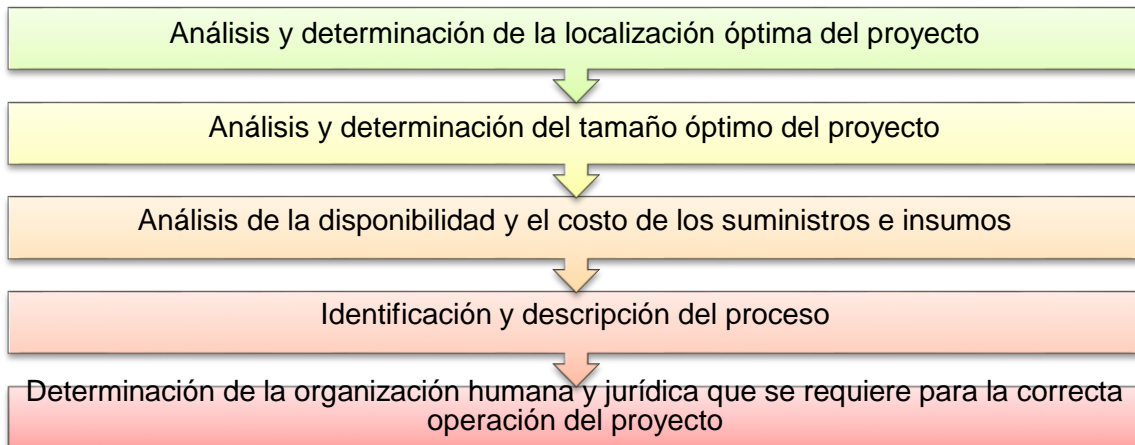 Análisis y determinación de la localización óptima del proyecto
Análisis y determinación del tamaño óptimo del proyecto
Análisis de la disponibilidad y el costo de los suministros e insumos
Identificación y descripción del proceso
Determinación de la organización humana y jurídica que se requiere para la correcta
operación del proyecto